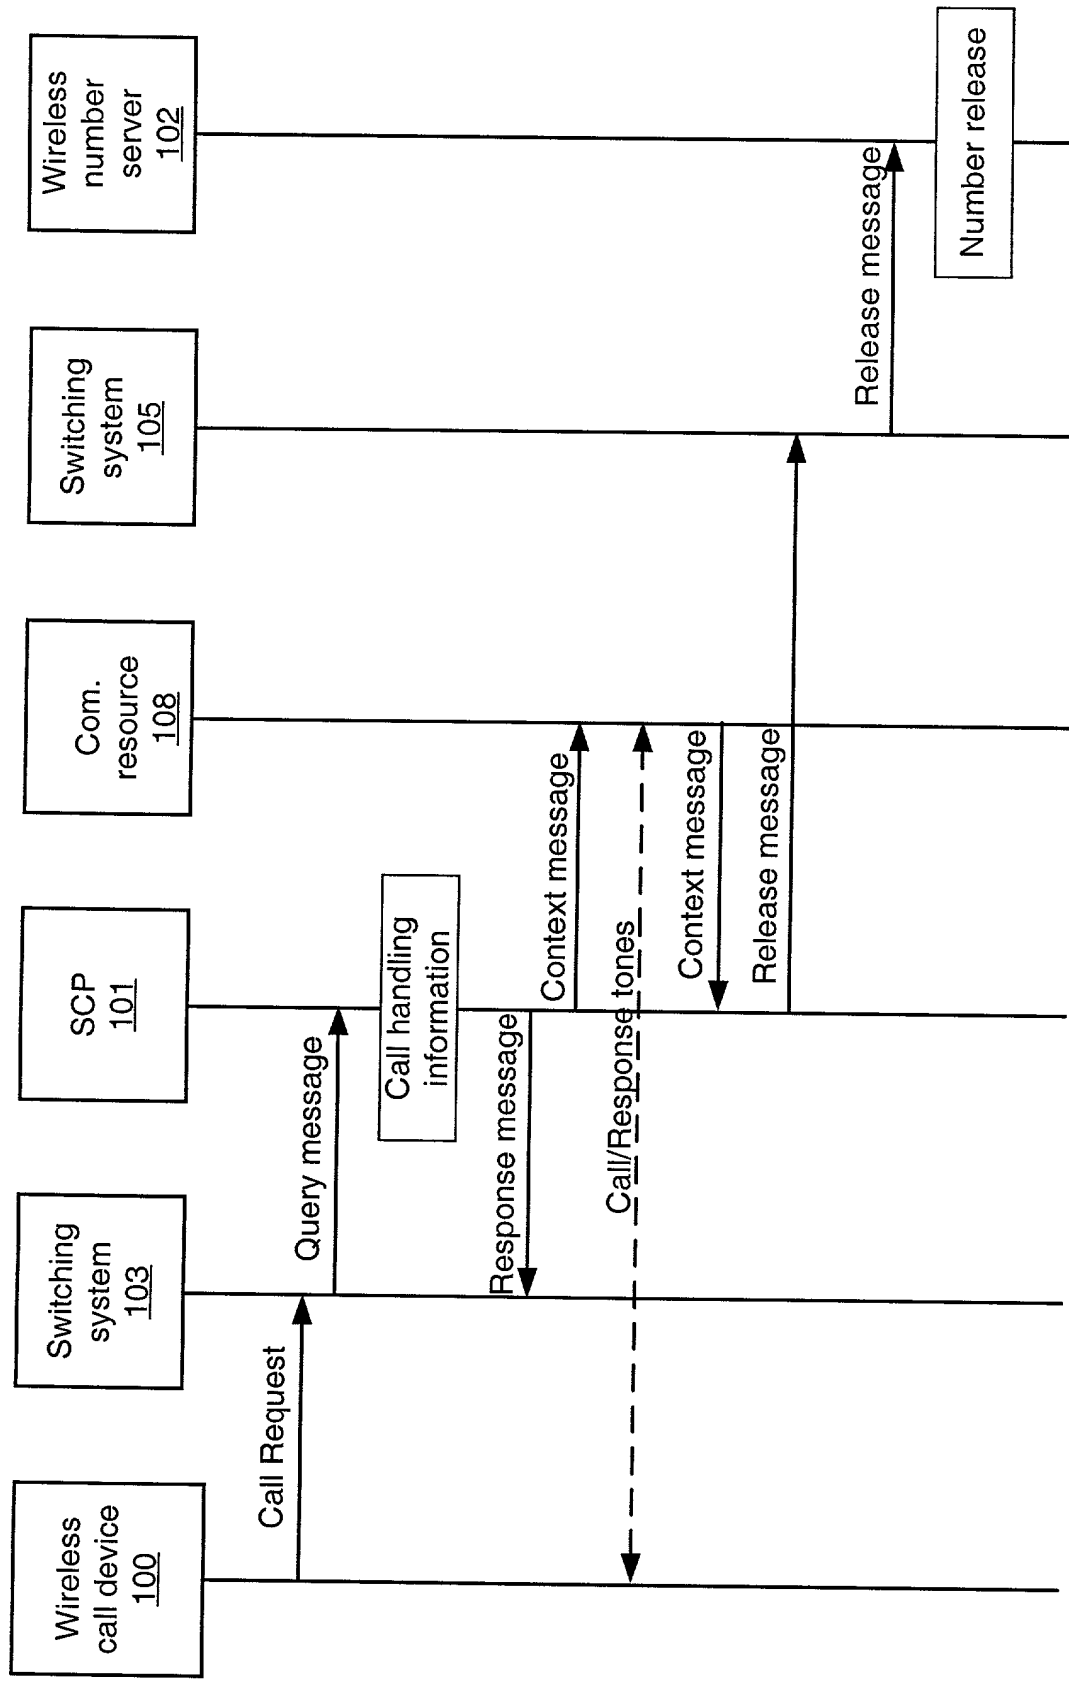 Wireless
call device
100
Switching
system
103
SCP
101
Com.
resource
108
Switching
system
105
Wireless
number
server
102
Call Request
Query message
Call handling
information
Response message
Context message
Call/Response tones
Context message
Release message
Release message
Number release